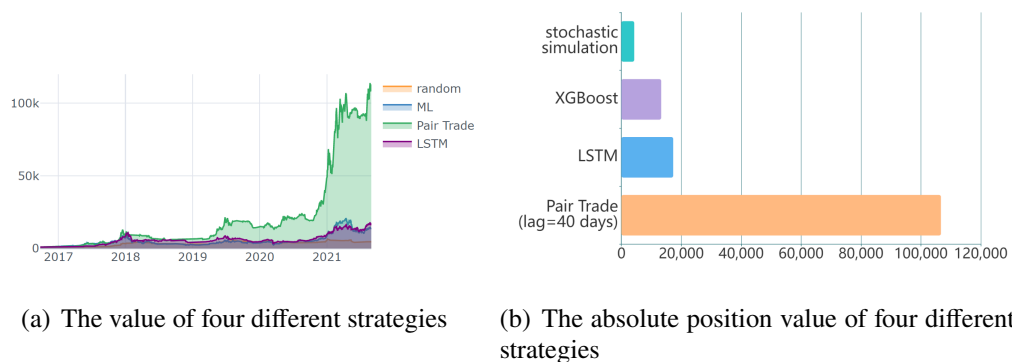 100k
50k
0
2017
2018
2019
2020
2021
random
ML
Pair Trade
LSTM
stochastic
simulation
XGBoost
LSTM
Pair Trade
(lag=40 days)
0
20,000
40,000
60,000
80,000
100,000
120,000
(a) The value of four different strategies
(b) The absolute position value of four different
strategies